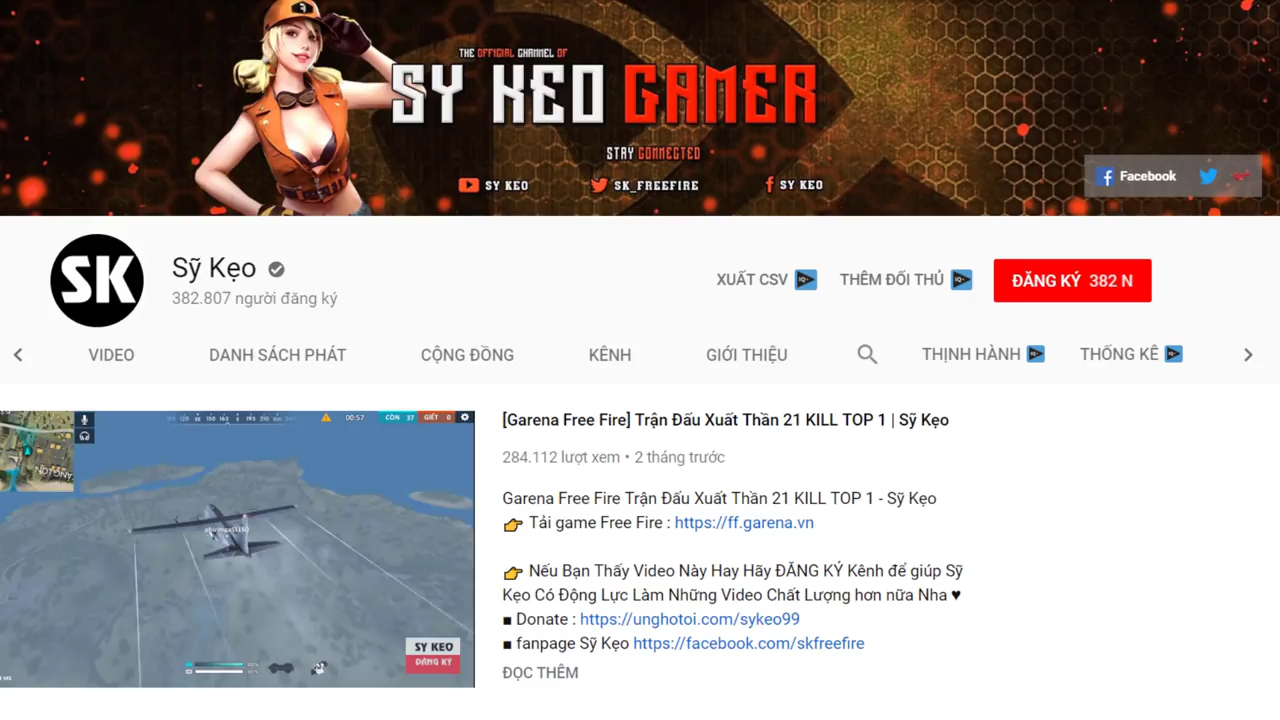 THE OFFICIAL CHANNEL OF
SY KEO GAMER
STAY CONNECTED
SY KEO
SK_FREEFIRE
SY KEO
Facebook
SK
Sỹ Kẹo
382.807 người đăng ký
XUẤT CSV
THÊM ĐỐI THỦ
ĐĂNG KÝ 382 N
VIDEO
DANH SÁCH PHÁT
CỘNG ĐỒNG
KÊNH
GIỚI THIỆU
THỊNH HÀNH
THỐNG KÊ
00:57
CÒN 37
GIẾT 0
SY KEO
ĐĂNG KÝ
[Garena Free Fire] Trận Đấu Xuất Thần 21 KILL TOP 1 | Sỹ Kẹo
284.112 lượt xem • 2 tháng trước
Garena Free Fire Trận Đấu Xuất Thần 21 KILL TOP 1 - Sỹ Kẹo
👉 Tải game Free Fire : https://ff.garena.vn
👉 Nếu Bạn Thấy Video Này Hay Hãy ĐĂNG KÝ Kênh để giúp Sỹ
Kẹo Có Động Lực Làm Những Video Chất Lượng hơn nữa Nha ♥
■ Donate : https://unghotoi.com/sykeo99
■ fanpage Sỹ Kẹo https://facebook.com/skfreefire
ĐỌC THÊM